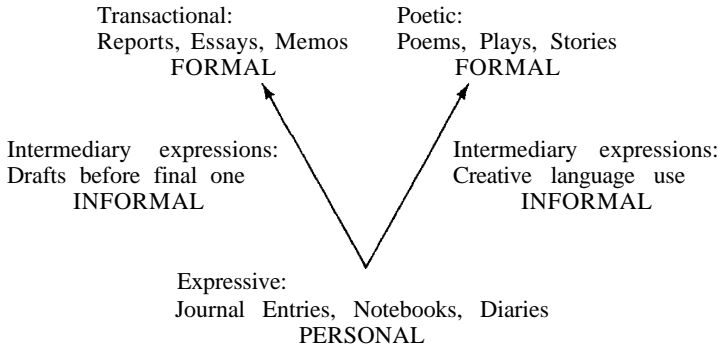 Transactional:
Reports, Essays, Memos
FORMAL
Poetic:
Poems, Plays, Stories
FORMAL
Intermediary expressions:
Drafts before final one
INFORMAL
Intermediary expressions:
Creative language use
INFORMAL
Expressive:
Journal Entries, Notebooks, Diaries
PERSONAL